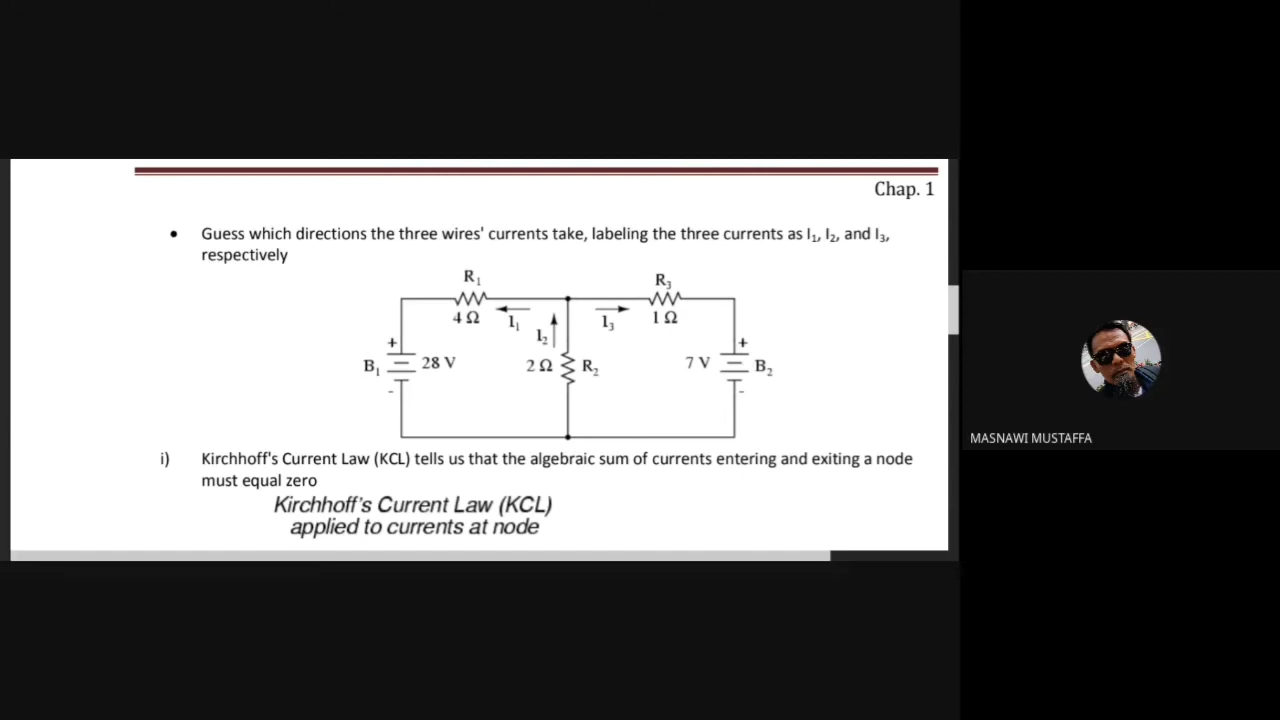 Chap. 1
• Guess which directions the three wires' currents take, labeling the three currents as I₁, I₂, and I₃,
respectively
R₁
R₃
4 Ω
I₁
I₂
I₃
1 Ω
+
+
B₁
28 V
2 Ω
R₂
7 V
B₂
-
-
i) Kirchhoff's Current Law (KCL) tells us that the algebraic sum of currents entering and exiting a node
must equal zero
Kirchhoff's Current Law (KCL)
applied to currents at node
MASNAWI MUSTAFFA